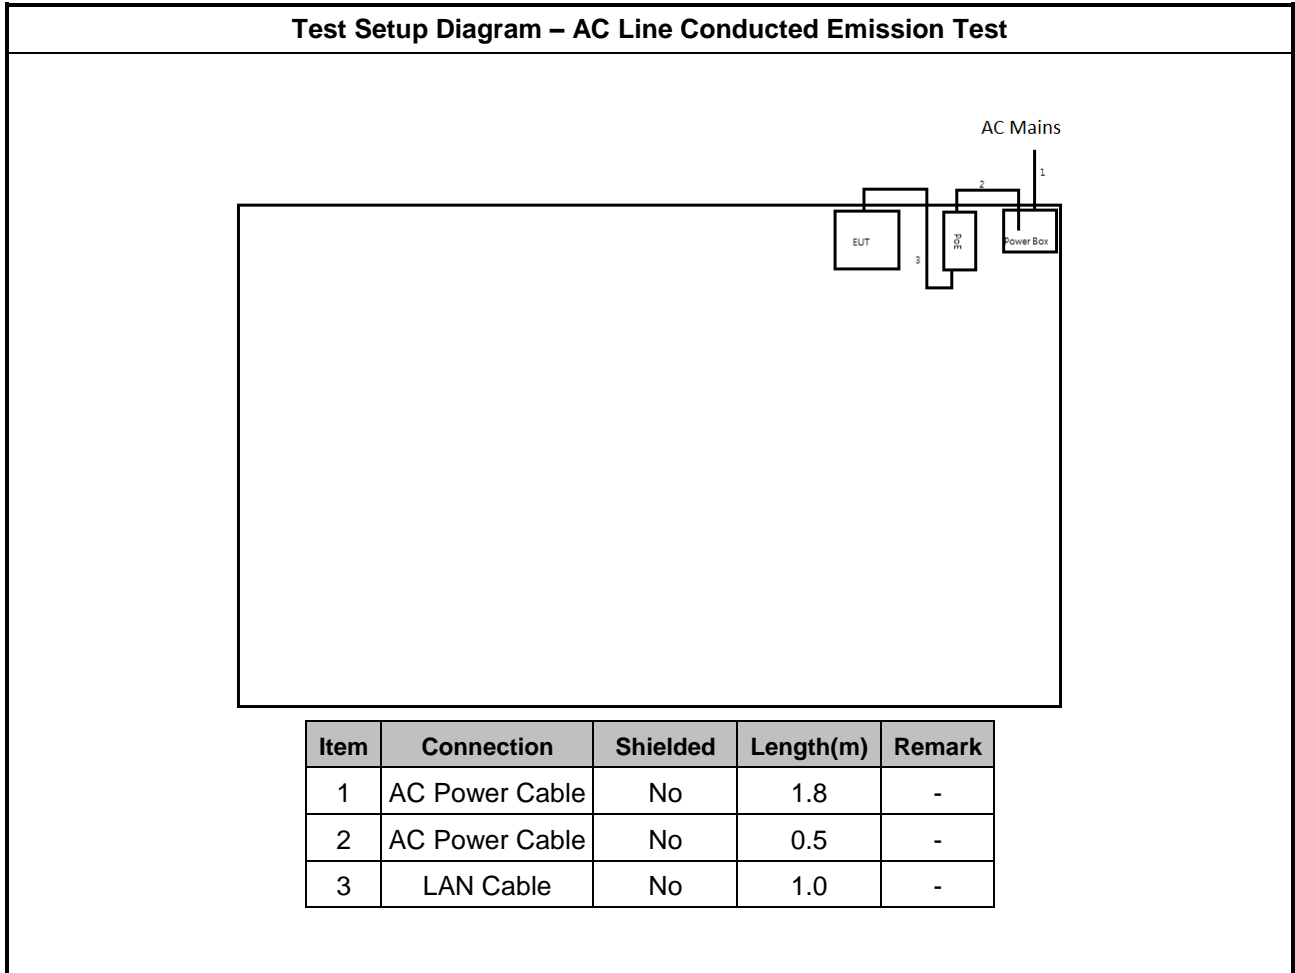 Test Setup Diagram – AC Line Conducted Emission Test
AC Mains
1
2
EUT
PoE
Power Box
3
Item Connection Shielded Length(m) Remark
1 AC Power Cable No 1.8 -
2 AC Power Cable No 0.5 -
3 LAN Cable No 1.0 -